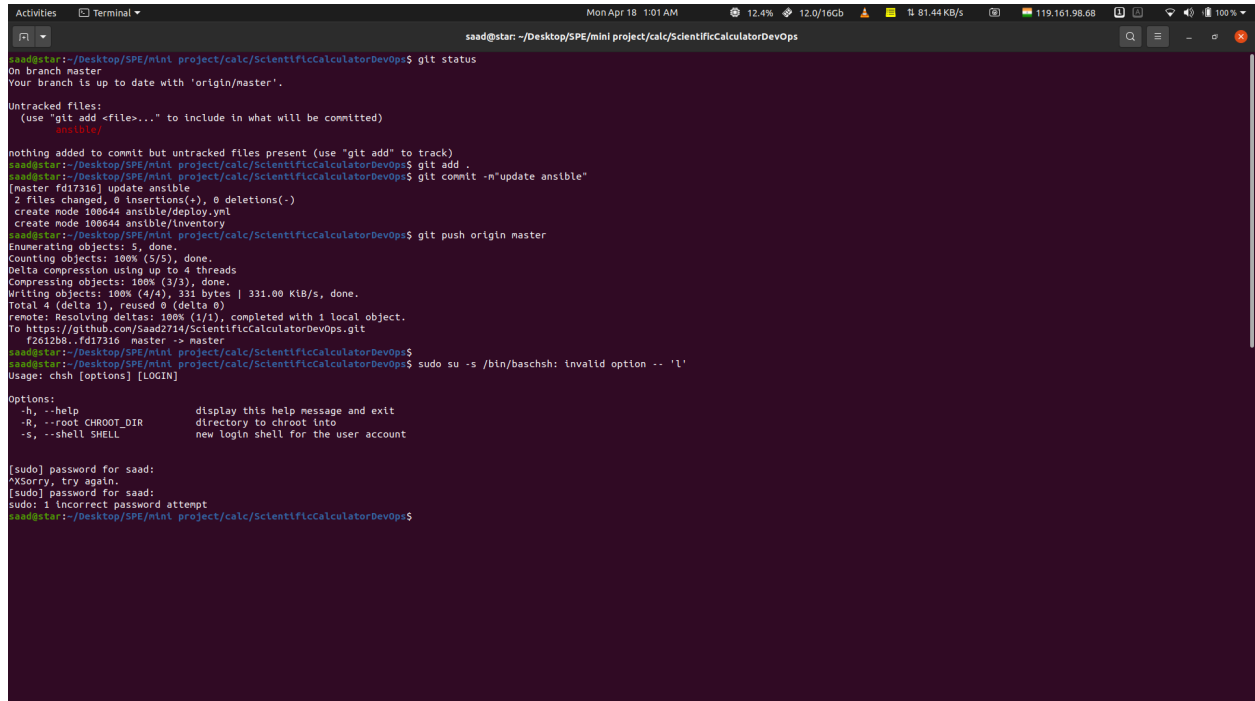 Activities Terminal Mon Apr 18 1:01 AM 12.4% 12.0/16Gb 81.44 KB/s 119.161.98.68 1 A 100%
saad@star: ~/Desktop/SPE/mini project/calc/ScientificCalculatorDevOps
saad@star:~/Desktop/SPE/mini project/calc/ScientificCalculatorDevOps$ git status
On branch master
Your branch is up to date with 'origin/master'.
Untracked files:
  (use "git add <file>..." to include in what will be committed)
        ansible/
nothing added to commit but untracked files present (use "git add" to track)
saad@star:~/Desktop/SPE/mini project/calc/ScientificCalculatorDevOps$ git add .
saad@star:~/Desktop/SPE/mini project/calc/ScientificCalculatorDevOps$ git commit -m"update ansible"
[master fd17316] update ansible
 2 files changed, 0 insertions(+), 0 deletions(-)
 create mode 100644 ansible/deploy.yml
 create mode 100644 ansible/inventory
saad@star:~/Desktop/SPE/mini project/calc/ScientificCalculatorDevOps$ git push origin master
Enumerating objects: 5, done.
Counting objects: 100% (5/5), done.
Delta compression using up to 4 threads
Compressing objects: 100% (3/3), done.
Writing objects: 100% (4/4), 331 bytes | 331.00 KiB/s, done.
Total 4 (delta 1), reused 0 (delta 0)
remote: Resolving deltas: 100% (1/1), completed with 1 local object.
To https://github.com/Saad2714/ScientificCalculatorDevOps.git
   f2612b8..fd17316  master -> master
saad@star:~/Desktop/SPE/mini project/calc/ScientificCalculatorDevOps$
saad@star:~/Desktop/SPE/mini project/calc/ScientificCalculatorDevOps$ sudo su -s /bin/baschsh: invalid option -- 'l'
Usage: chsh [options] [LOGIN]
Options:
  -h, --help                    display this help message and exit
  -R, --root CHROOT_DIR         directory to chroot into
  -s, --shell SHELL             new login shell for the user account
[sudo] password for saad:
^XSorry, try again.
[sudo] password for saad:
sudo: 1 incorrect password attempt
saad@star:~/Desktop/SPE/mini project/calc/ScientificCalculatorDevOps$